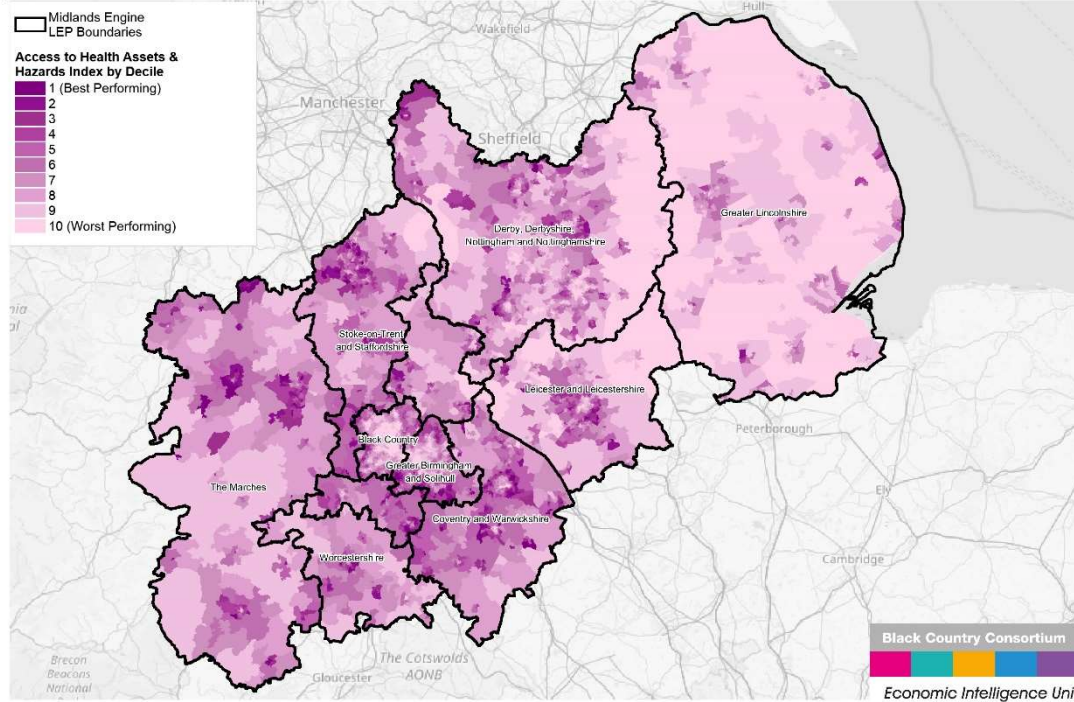 Midlands Engine
LEP Boundaries
Access to Health Assets &
Hazards Index by Decile
1 (Best Performing)
2
3
4
5
6
7
8
9
10 (Worst Performing)
Hull
Wakefield
Manchester
Sheffield
Greater Lincolnshire
Derby, Derbyshire,
Nottingham and Nottinghamshire
Stoke-on-Trent
and Staffordshire
Leicester and Leicestershire
Peterborough
Black Country
Greater Birmingham
and Solihull
The Marches
Ely
Coventry and Warwickshire
Worcestershire
Cambridge
Brecon
Beacons
National
The Cotswolds
AONB
Gloucester
Black Country Consortium
Economic Intelligence Uni